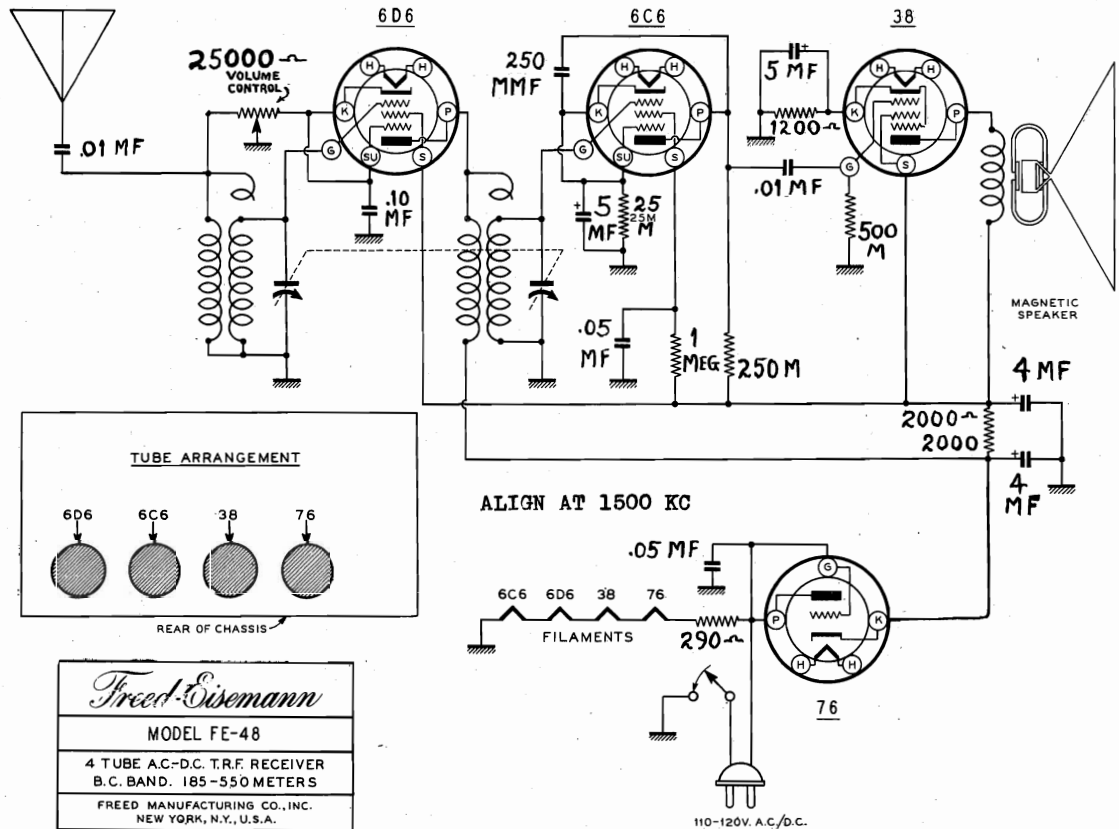 6D6
6C6
38
25000 Ω
VOLUME
CONTROL
250
MMF
5 MF
1200 Ω
.01 MF
H H
K P
G SU S
H H
K P
G SU S
H H
K P
G S
.10
MF
5
MF
25
25M
M
.01 MF
500
M
MAGNETIC
SPEAKER
.05
MF
1
MEG
250 M
4 MF
2000 Ω
2000
4
MF
TUBE ARRANGEMENT
6D6 6C6 38 76
REAR OF CHASSIS
ALIGN AT 1500 KC
.05 MF
6C6 6D6 38 76
FILAMENTS
290 Ω
G
P K
H H
76
110-120V. A.C./D.C.
Freed-Eisemann
MODEL FE-48
4 TUBE A.C.-D.C. T.R.F. RECEIVER
B.C. BAND. 185-550 METERS
FREED MANUFACTURING CO., INC.
NEW YORK, N.Y., U.S.A.